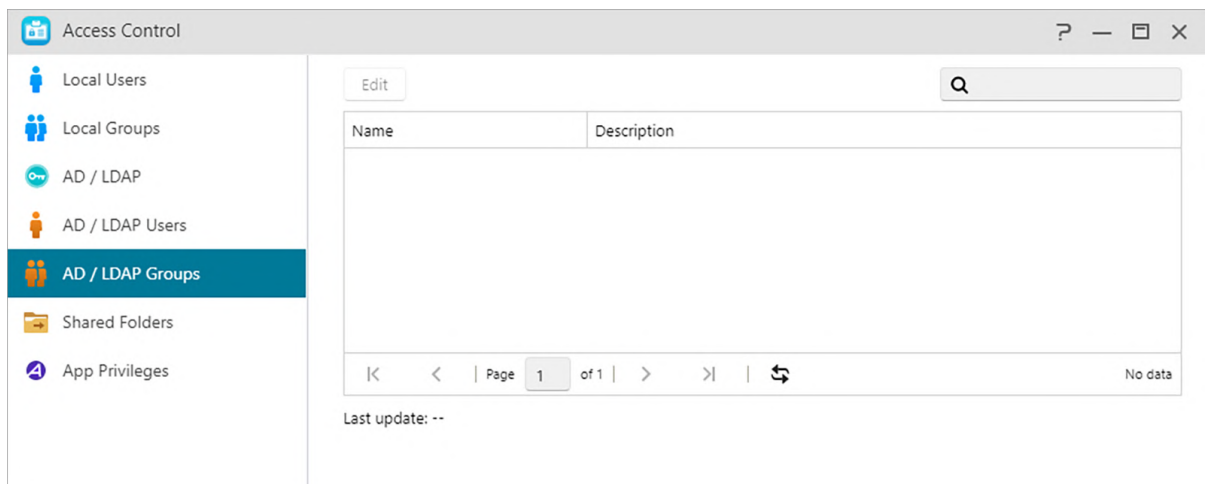 Access Control
Local Users
Local Groups
AD / LDAP
AD / LDAP Users
AD / LDAP Groups
Shared Folders
App Privileges
Edit
Name Description
Page 1 of 1 No data
Last update: --